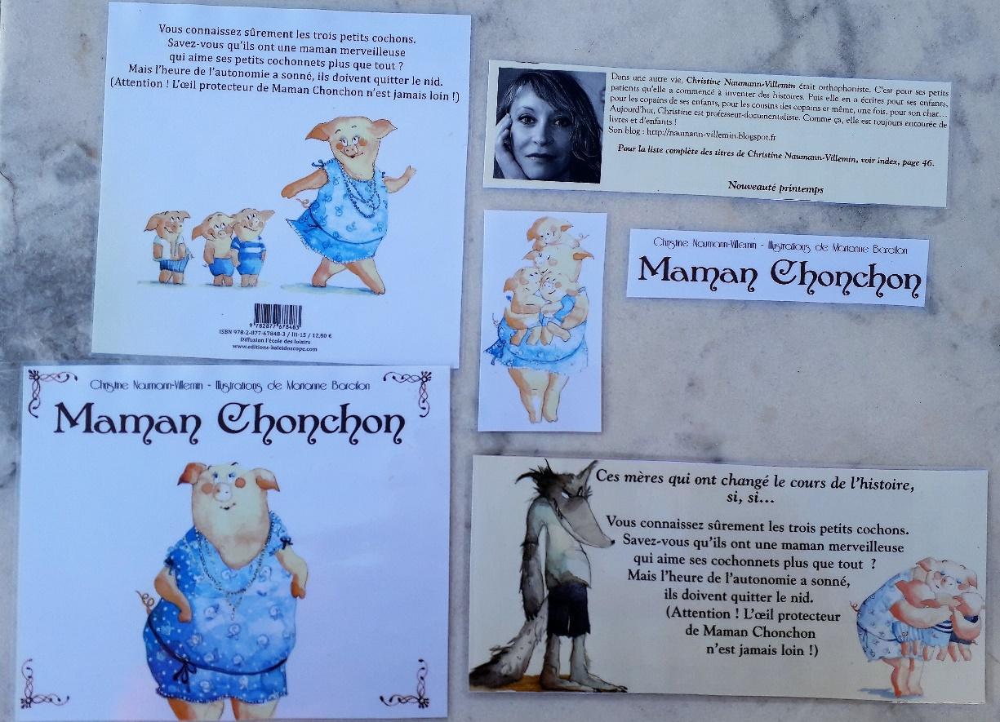 Vous connaissez sûrement les trois petits cochons.
Savez-vous qu'ils ont une maman merveilleuse
qui aime ses petits cochonnets plus que tout ?
Mais l'heure de l'autonomie a sonné, ils doivent quitter le nid.
(Attention ! L'œil protecteur de Maman Chonchon n'est jamais loin !)
9782877678483
ISBN 978-2-877-67848-3 / III-15 / 12,80 €
Diffusion l'école des loisirs
www.editions-kaleidoscope.com
Dans une autre vie, Christine Naumann-Villemin était orthophoniste. C'est pour ses petits
patients qu'elle a commencé à inventer des histoires. Puis elle en a écrites pour ses enfants,
pour les copains de ses enfants, pour les cousins des copains et même, une fois, pour son chat...
Aujourd'hui, Christine est professeur-documentaliste. Comme ça, elle est toujours entourée de
livres et d'enfants !
Son blog : http://naumann-villemin.blogspot.fr
Pour la liste complète des titres de Christine Naumann-Villemin, voir index, page 46.
Nouveauté printemps
Christine Naumann-Villemin - Illustrations de Marianne Barcilon
Maman Chonchon
Christine Naumann-Villemin - Illustrations de Marianne Barcilon
Maman Chonchon
Ces mères qui ont changé le cours de l'histoire,
si, si...
Vous connaissez sûrement les trois petits cochons.
Savez-vous qu'ils ont une maman merveilleuse
qui aime ses cochonnets plus que tout ?
Mais l'heure de l'autonomie a sonné,
ils doivent quitter le nid.
(Attention ! L'œil protecteur
de Maman Chonchon
n'est jamais loin !)